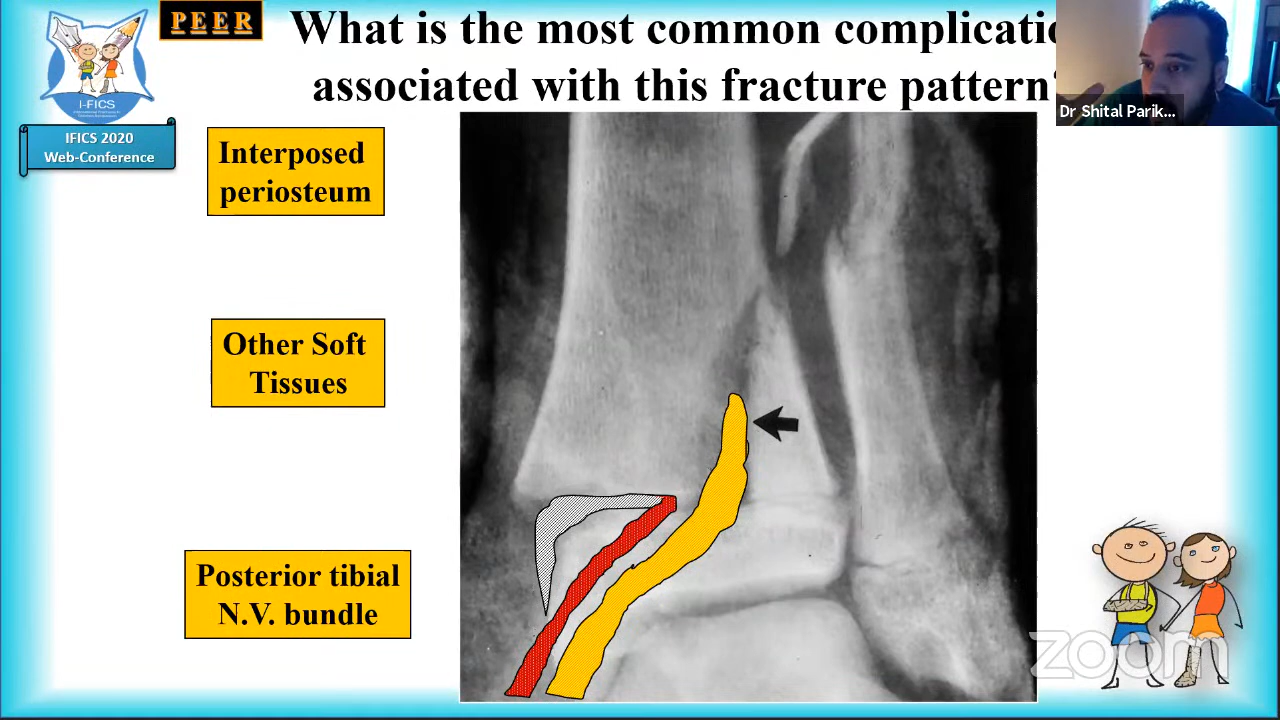 PEER
What is the most common complicatio
associated with this fracture pattern?
Dr Shital Parik...
I-FICS
IFICS 2020
Web-Conference
Interposed
periosteum
Other Soft
Tissues
Posterior tibial
N.V. bundle
zoom